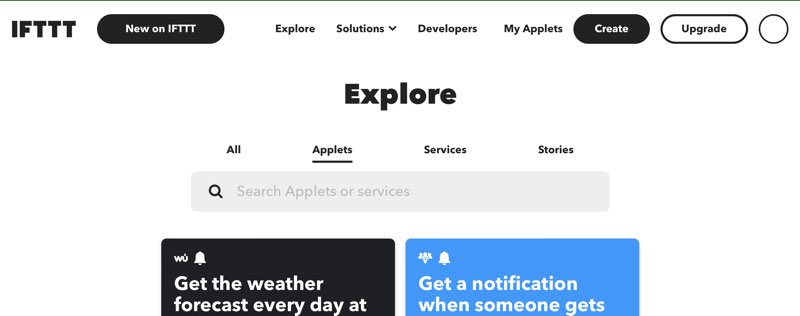 IFTTT New on IFTTT Explore Solutions Developers My Applets Create Upgrade
Explore
All Applets Services Stories
Search Applets or services
Get the weather
forecast every day at
Get a notification
when someone gets